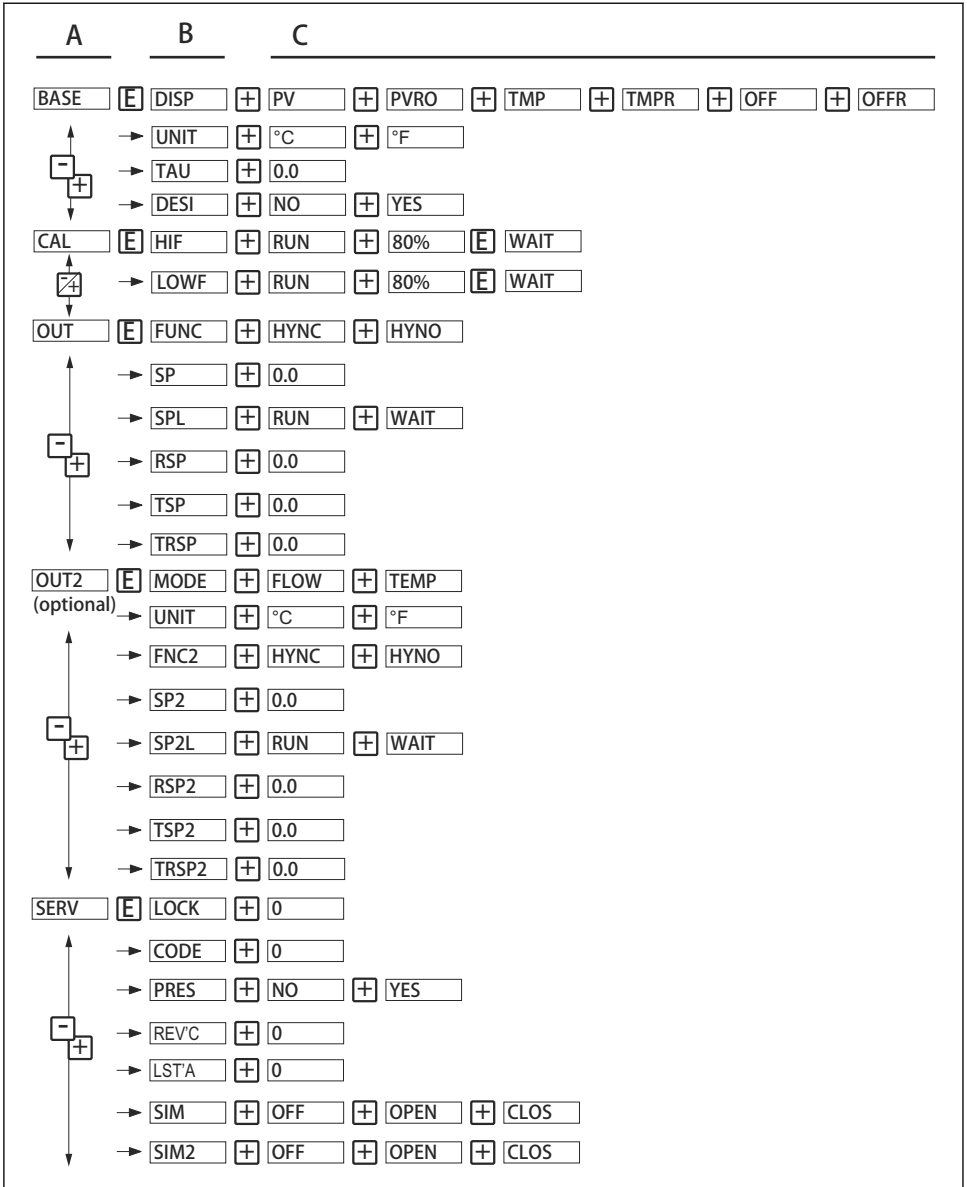 A B C
BASE E DISP + PV + PVRO + TMP + TMPR + OFF + OFFR
UNIT + °C + °F
- + TAU + 0.0
DESI + NO + YES
CAL E HIF + RUN + 80% E WAIT
-/+ LOWF + RUN + 80% E WAIT
OUT E FUNC + HYNC + HYNO
SP + 0.0
SPL + RUN + WAIT
- + RSP + 0.0
TSP + 0.0
TRSP + 0.0
OUT2 E MODE + FLOW + TEMP
(optional) UNIT + °C + °F
FNC2 + HYNC + HYNO
SP2 + 0.0
- + SP2L + RUN + WAIT
RSP2 + 0.0
TSP2 + 0.0
TRSP2 + 0.0
SERV E LOCK + 0
CODE + 0
PRES + NO + YES
- + REV'C + 0
LST'A + 0
SIM + OFF + OPEN + CLOS
SIM2 + OFF + OPEN + CLOS